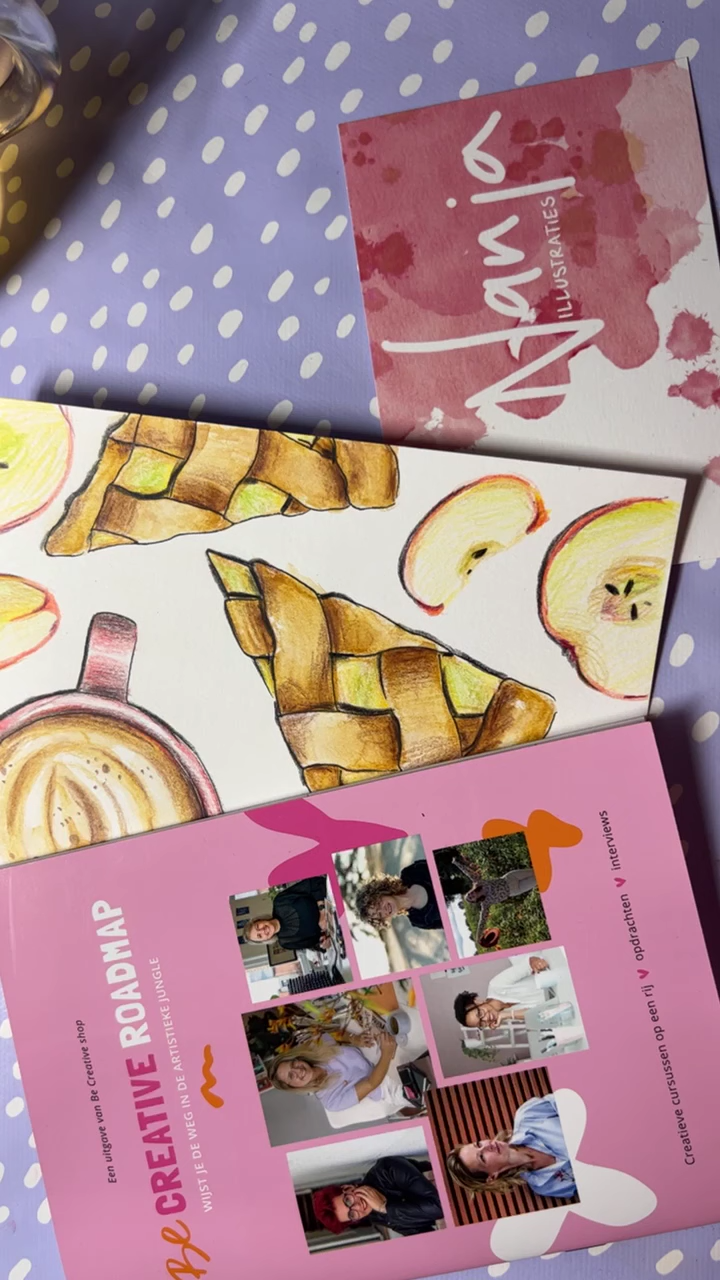 Nanja
ILLUSTRATIES
Een uitgave van Be Creative shop
Be CREATIVE ROADMAP
WIJST JE DE WEG IN DE ARTISTIEKE JUNGLE
Creatieve cursussen op een rij ♥ opdrachten ♥ interviews